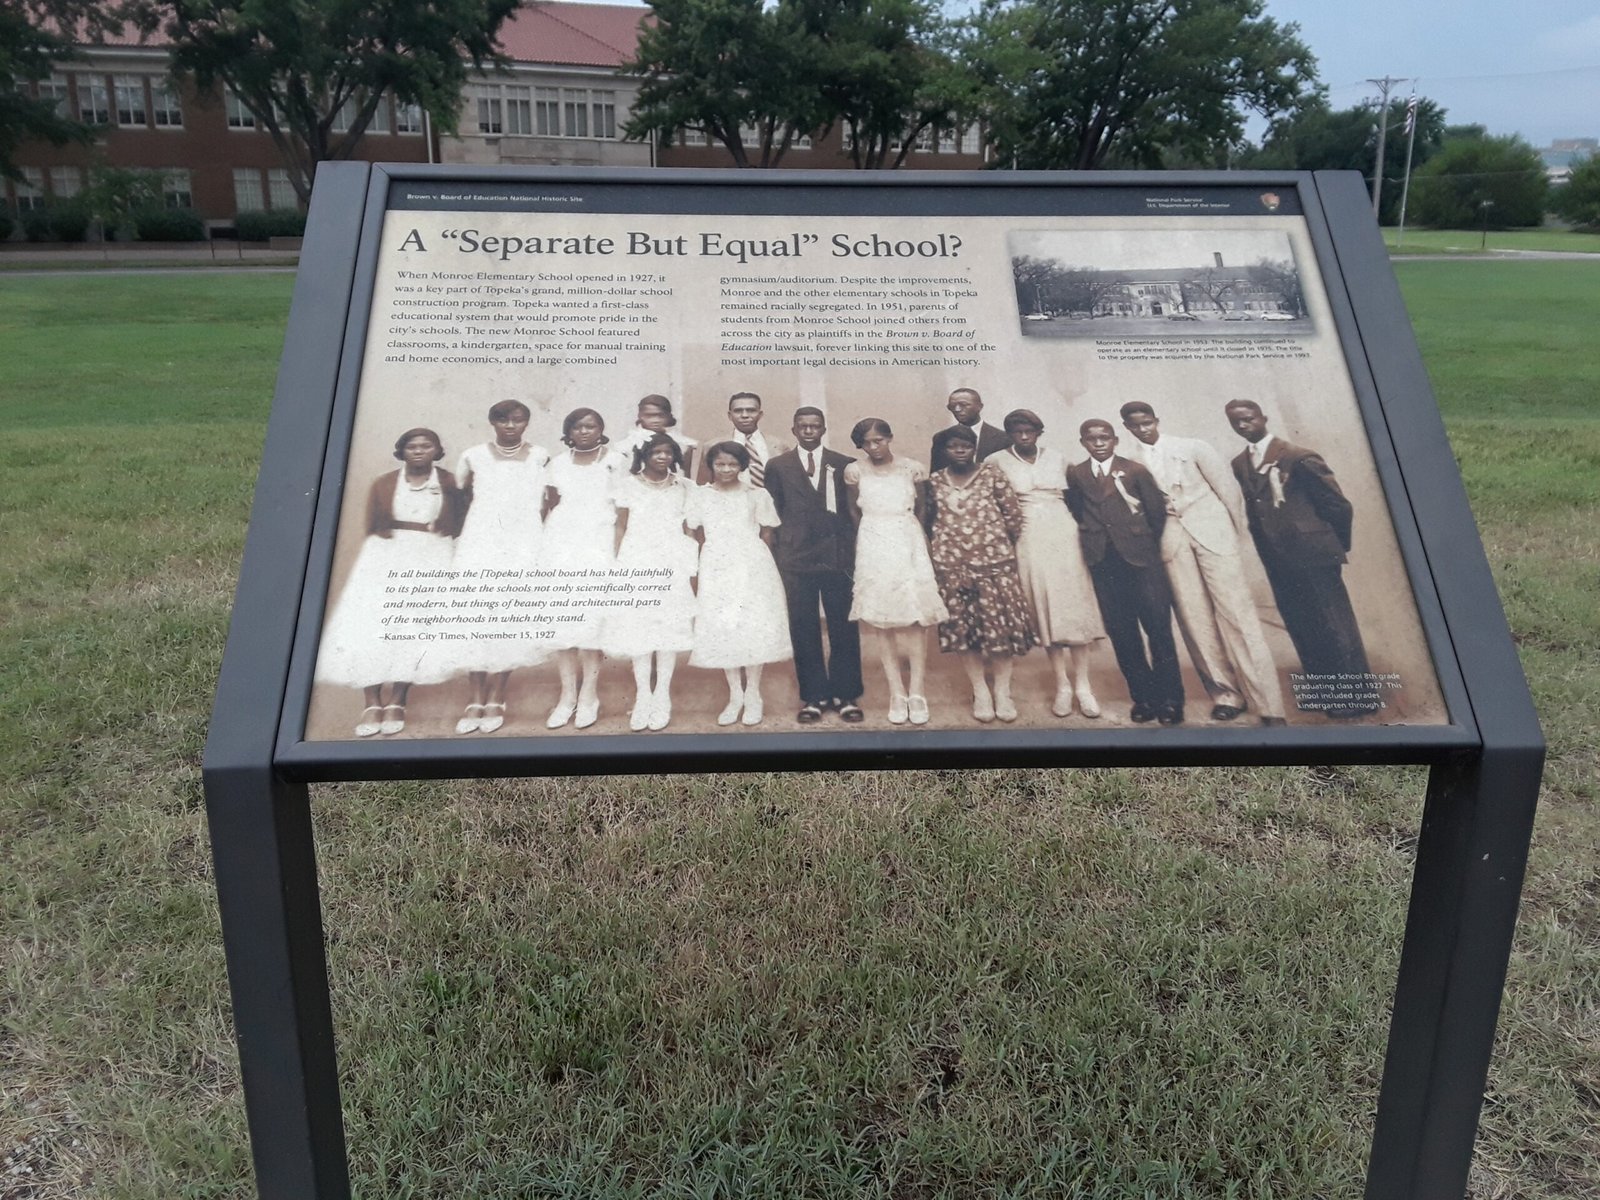 Brown v. Board of Education National Historic Site
National Park Service
U.S. Department of the Interior
A “Separate But Equal” School?
When Monroe Elementary School opened in 1927, it
was a key part of Topeka's grand, million-dollar school
construction program. Topeka wanted a first-class
educational system that would promote pride in the
city's schools. The new Monroe School featured
classrooms, a kindergarten, space for manual training
and home economics, and a large combined
gymnasium/auditorium. Despite the improvements,
Monroe and the other elementary schools in Topeka
remained racially segregated. In 1951, parents of
students from Monroe School joined others from
across the city as plaintiffs in the Brown v. Board of
Education lawsuit, forever linking this site to one of the
most important legal decisions in American history.
Monroe Elementary School in 1953. The building continued to
operate as an elementary school until it closed in 1975. The title
to the property was acquired by the National Park Service in 1993.
In all buildings the [Topeka] school board has held faithfully
to its plan to make the schools not only scientifically correct
and modern, but things of beauty and architectural parts
of the neighborhoods in which they stand.
–Kansas City Times, November 15, 1927
The Monroe School 8th grade
graduating class of 1927. This
school included grades
kindergarten through 8.